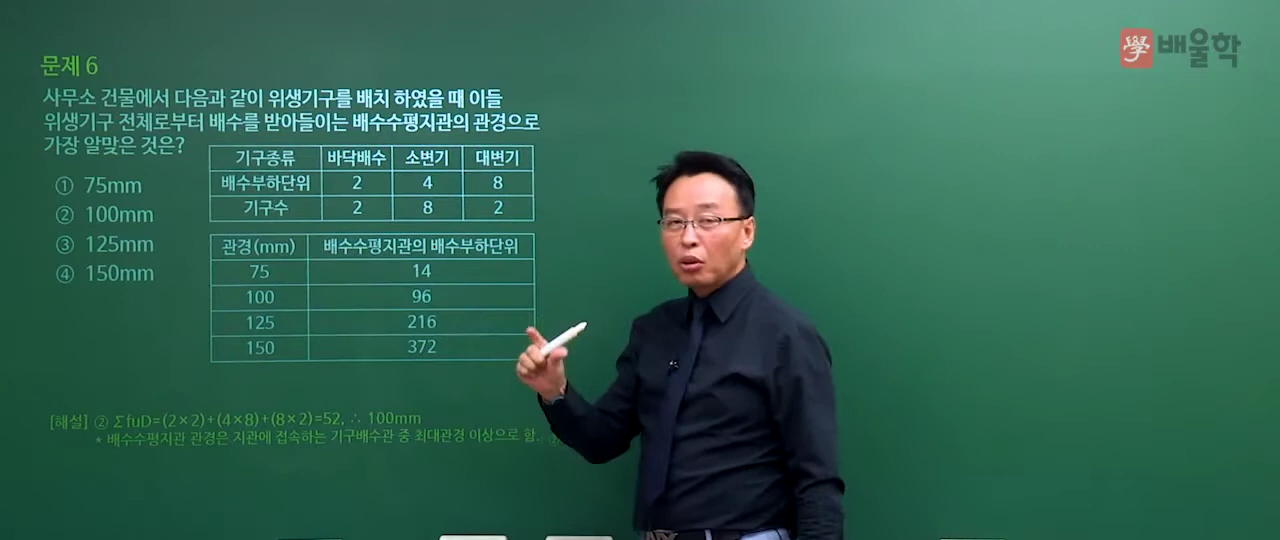 學 배울학
문제 6
사무소 건물에서 다음과 같이 위생기구를 배치 하였을 때 이들
위생기구 전체로부터 배수를 받아들이는 배수수평지관의 관경으로
가장 알맞은 것은?
기구종류 바닥배수 소변기 대변기
배수부하단위 2 4 8
기구수 2 8 2
① 75mm
② 100mm
③ 125mm
④ 150mm
관경(mm) 배수수평지관의 배수부하단위
75 14
100 96
125 216
150 372
[해설] ② ΣfuD=(2×2)+(4×8)+(8×2)=52, ∴ 100mm
* 배수수평지관 관경은 지관에 접속하는 기구배수관 중 최대관경 이상으로 함.